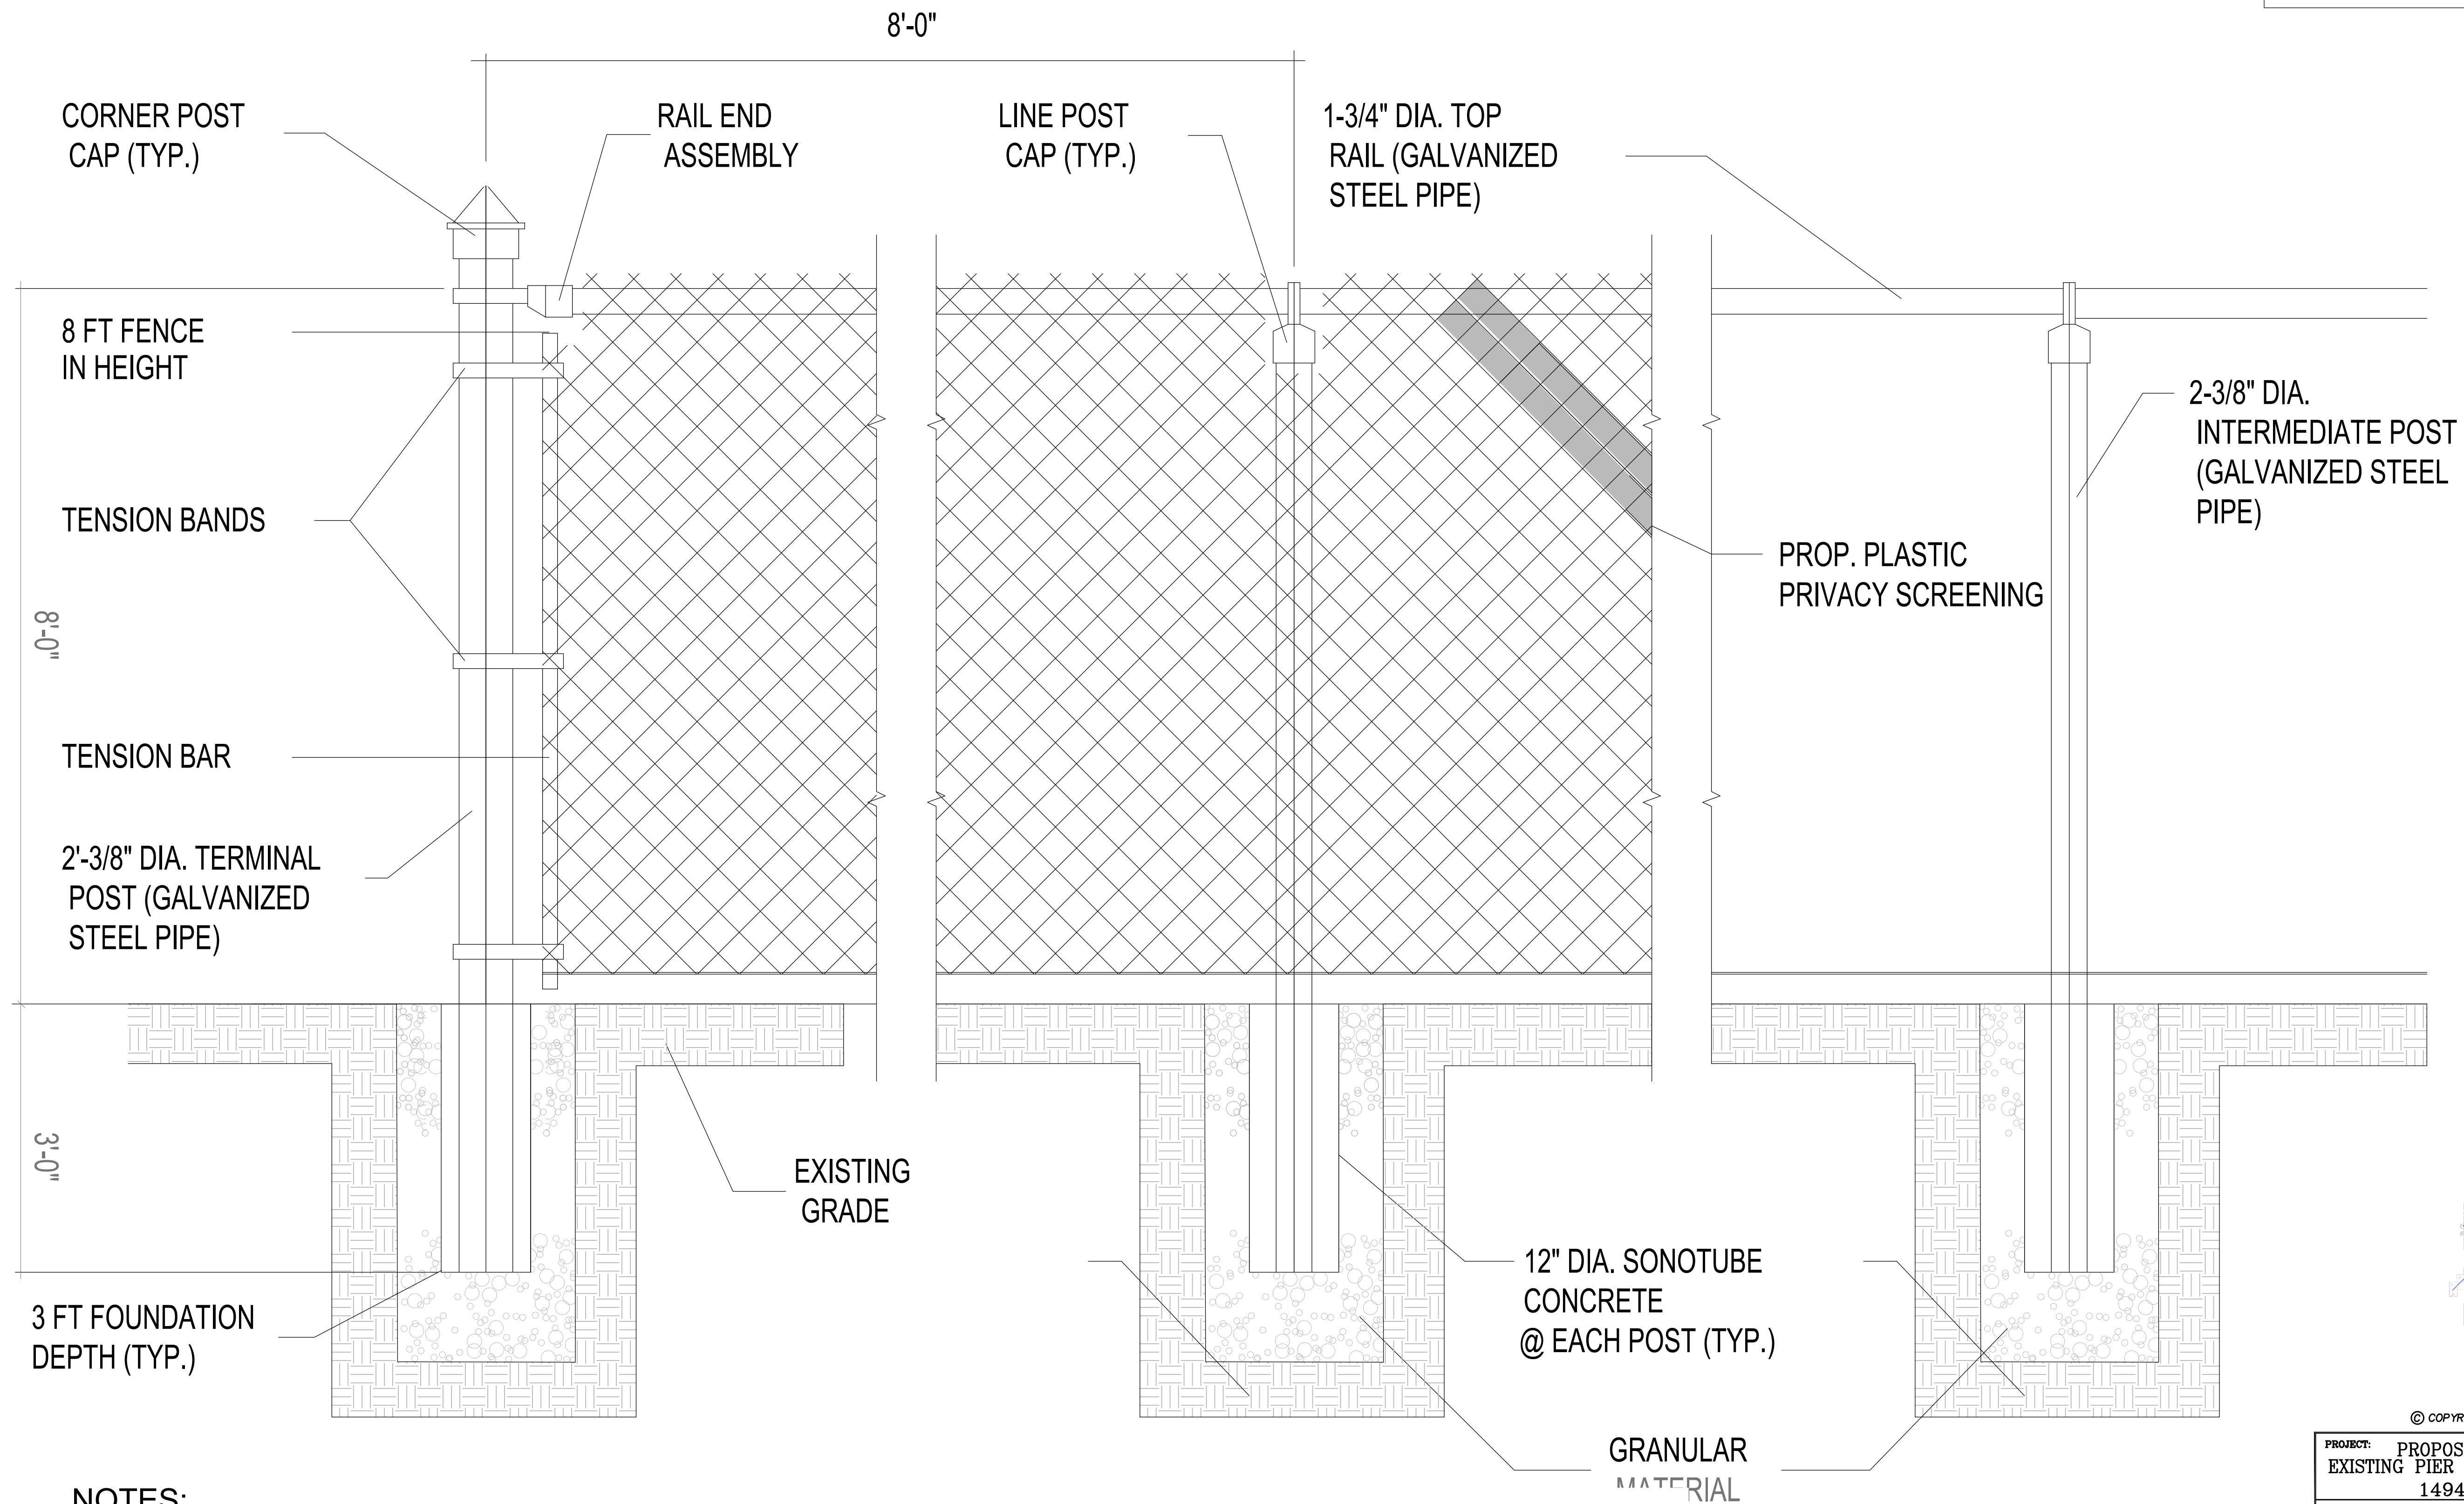 8'-0"
CORNER POST
CAP (TYP.)
RAIL END
ASSEMBLY
LINE POST
CAP (TYP.)
1-3/4" DIA. TOP
RAIL (GALVANIZED
STEEL PIPE)
8 FT FENCE
IN HEIGHT
2-3/8" DIA.
INTERMEDIATE POST
(GALVANIZED STEEL
PIPE)
TENSION BANDS
PROP. PLASTIC
PRIVACY SCREENING
8'-0"
TENSION BAR
2'-3/8" DIA. TERMINAL
POST (GALVANIZED
STEEL PIPE)
3'-0"
EXISTING
GRADE
12" DIA. SONOTUBE
CONCRETE
@ EACH POST (TYP.)
3 FT FOUNDATION
DEPTH (TYP.)
GRANULAR
MATERIAL
© COPYR
PROJECT: PROPOS
EXISTING PIER
1494
NOTES: